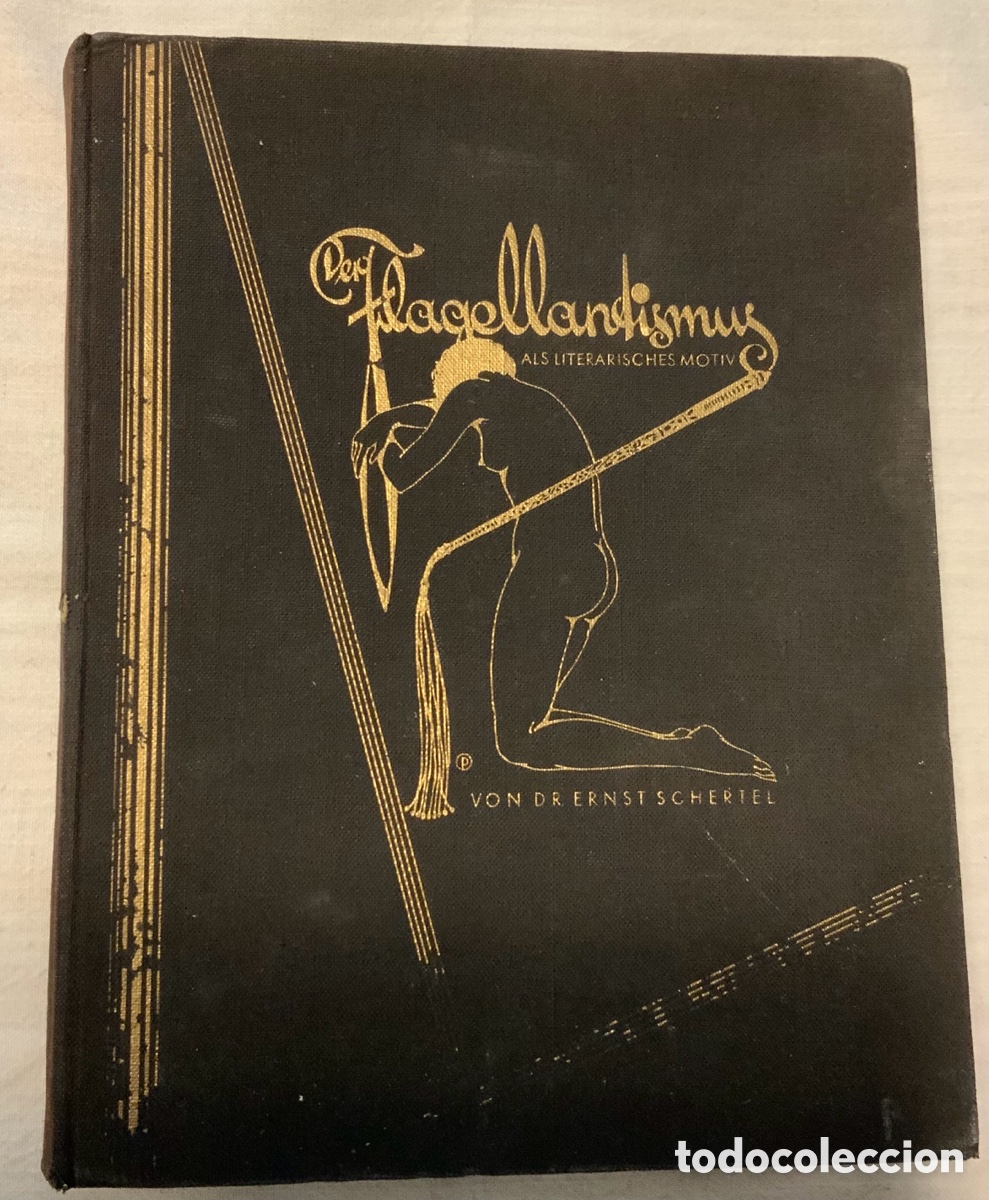 Der
Flagellantismus
ALS LITERARISCHES MOTIV
P
VON DR. ERNST SCHERTEL
todocoleccion